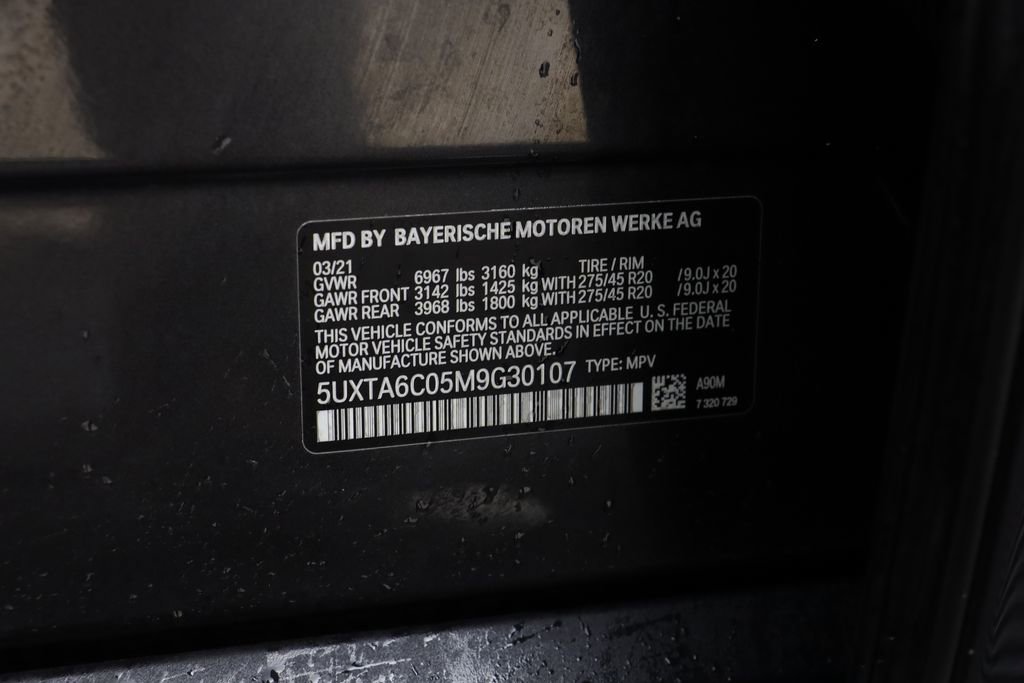 MFD BY BAYERISCHE MOTOREN WERKE AG
03/21 TIRE / RIM
GVWR 6967 lbs 3160 kg
GAWR FRONT 3142 lbs 1425 kg WITH 275/45 R20 / 9.0J x 20
GAWR REAR 3968 lbs 1800 kg WITH 275/45 R20 / 9.0J x 20
THIS VEHICLE CONFORMS TO ALL APPLICABLE U. S. FEDERAL
MOTOR VEHICLE SAFETY STANDARDS IN EFFECT ON THE DATE
OF MANUFACTURE SHOWN ABOVE.
5UXTA6C05M9G30107 TYPE: MPV
A90M
7 320 729